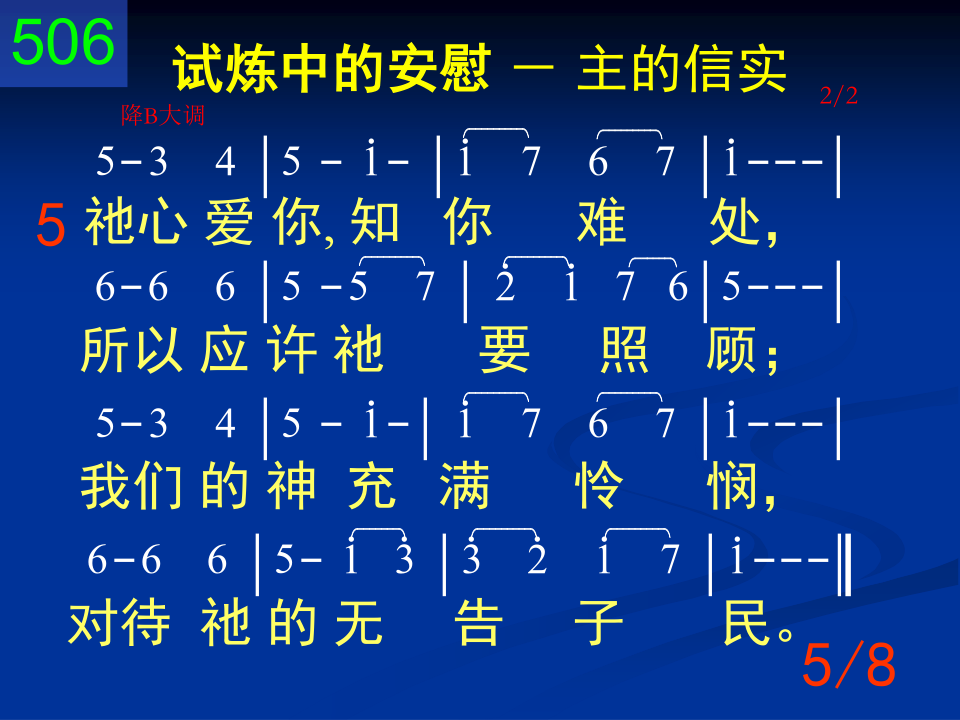 506
试炼中的安慰 － 主的信实
降B大调
2/2
5-3 4 | 5 - i- | i 7 6 7 | i---|
5 祂心 爱 你, 知 你 难 处，
6-6 6 | 5 -5 7 | 2̇ i 7 6 | 5---|
所以 应 许 祂 要 照 顾；
5-3 4 | 5 - i- | i 7 6 7 | i---|
我们 的 神 充 满 怜 悯，
6-6 6 | 5- i 3̇ | 3̇ 2̇ i 7 | i---‖
对待 祂 的 无 告 子 民。
5/8